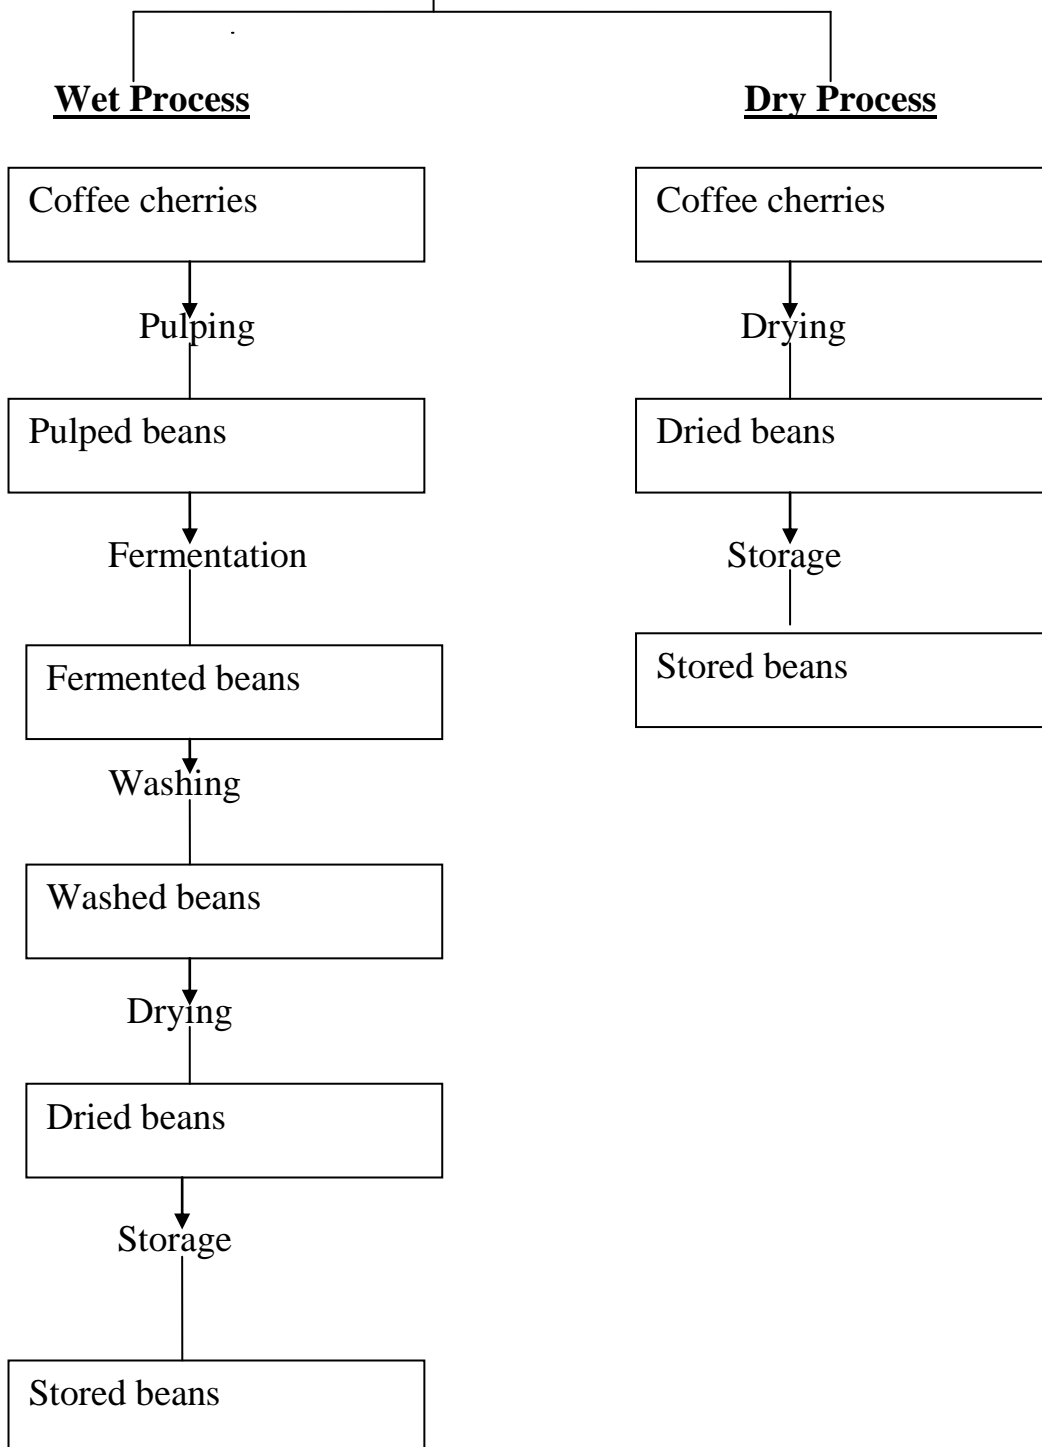 Wet Process
Dry Process
Coffee cherries
Pulping
Pulped beans
Fermentation
Fermented beans
Washing
Washed beans
Drying
Dried beans
Storage
Stored beans
Coffee cherries
Drying
Dried beans
Storage
Stored beans